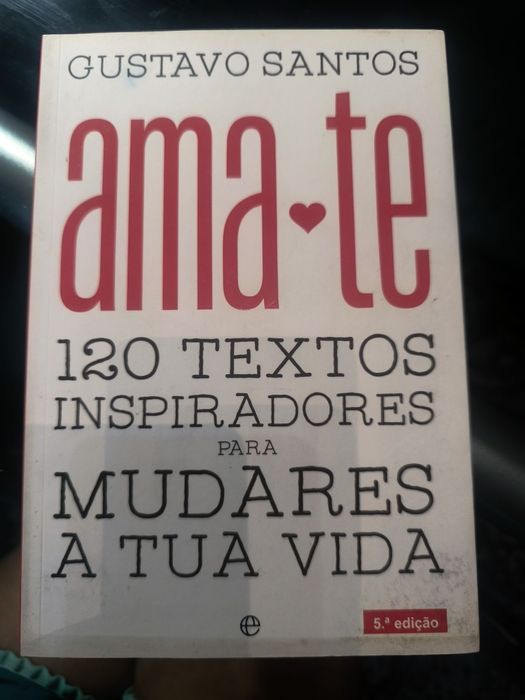 GUSTAVO SANTOS
ama-te
120 TEXTOS
INSPIRADORES
PARA
MUDARES
A TUA VIDA
5.ª edição